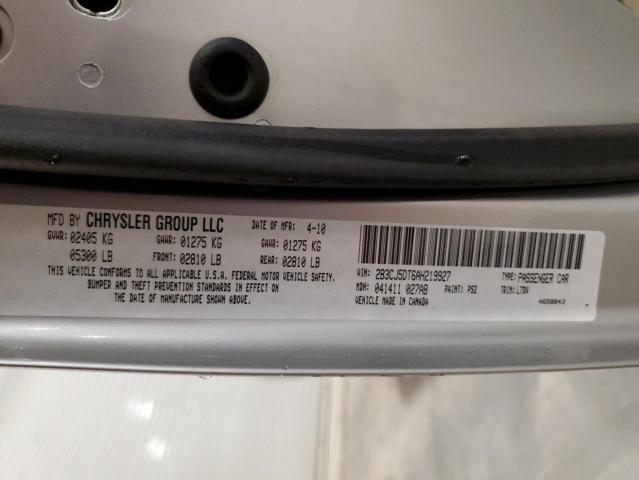 MFD BY CHRYSLER GROUP LLC DATE OF MFR: 4-10
GVWR: 02405 KG GAWR: 01275 KG GAWR: 01275 KG
05300 LB FRONT: 02810 LB REAR: 02810 LB
THIS VEHICLE CONFORMS TO ALL APPLICABLE U.S.A. FEDERAL MOTOR VEHICLE SAFETY,
BUMPER AND THEFT PREVENTION STANDARDS IN EFFECT ON
THE DATE OF MANUFACTURE SHOWN ABOVE.
VIN: 2B3CJ5DT6AH219927 TYPE: PASSENGER CAR
MDH: 041411 027AB PAINT: PS2 TRIM: L7DV
VEHICLE MADE IN CANADA 4658843